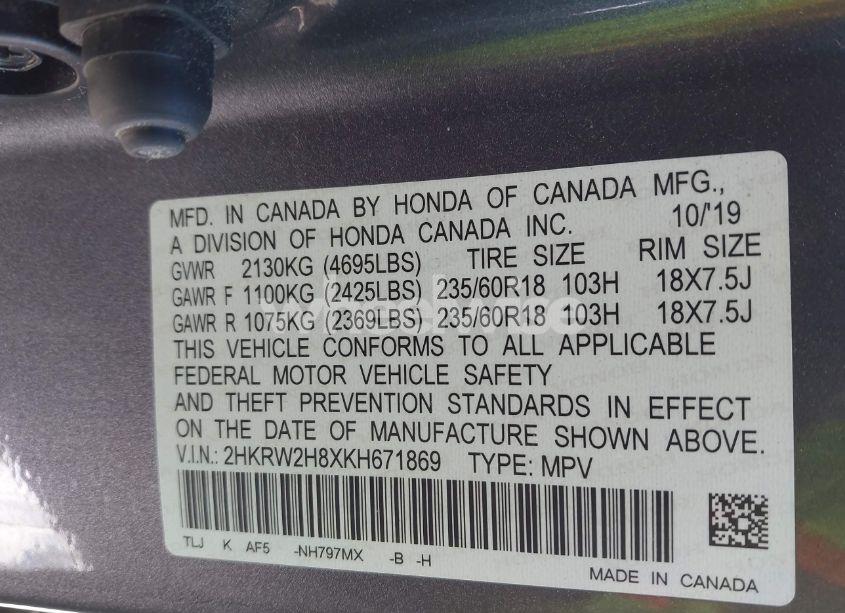 MFD. IN CANADA BY HONDA OF CANADA MFG.,
A DIVISION OF HONDA CANADA INC. 10/'19
GVWR 2130KG (4695LBS) TIRE SIZE RIM SIZE
GAWR F 1100KG (2425LBS) 235/60R18 103H 18X7.5J
GAWR R 1075KG (2369LBS) 235/60R18 103H 18X7.5J
THIS VEHICLE CONFORMS TO ALL APPLICABLE
FEDERAL MOTOR VEHICLE SAFETY
AND THEFT PREVENTION STANDARDS IN EFFECT
ON THE DATE OF MANUFACTURE SHOWN ABOVE.
V.I.N.: 2HKRW2H8XKH671869 TYPE: MPV
TLJ K AF5 -NH797MX -B -H
MADE IN CANADA